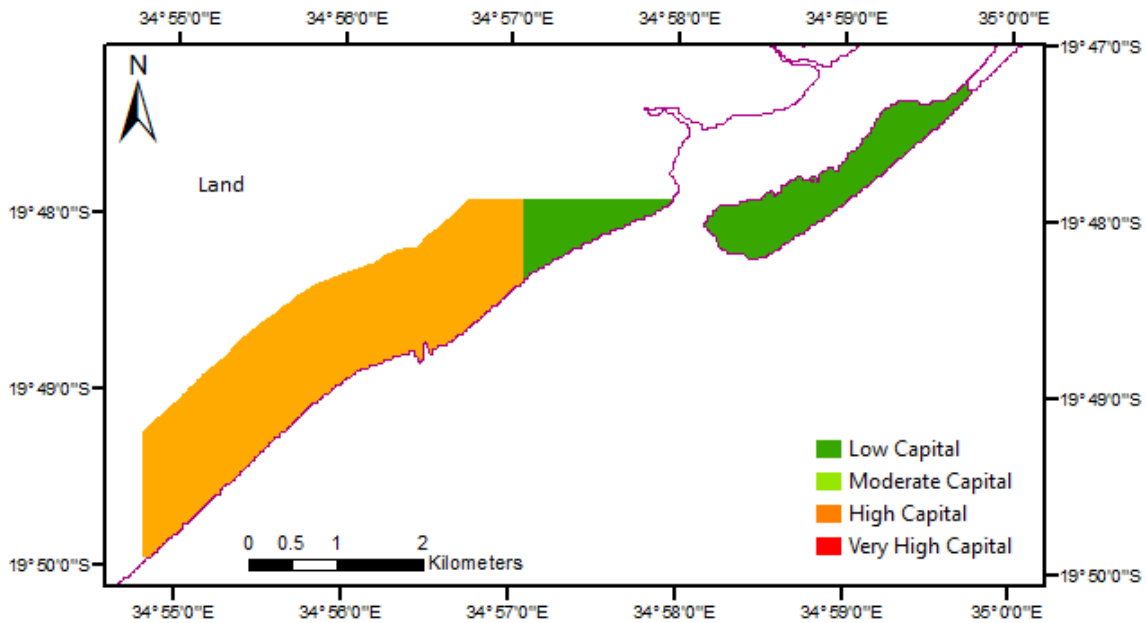 34°55'0"E 34°56'0"E 34°57'0"E 34°58'0"E 34°59'0"E 35°0'0"E
N
19°47'0"S
Land
19°48'0"S 19°48'0"S
19°49'0"S 19°49'0"S
Low Capital
Moderate Capital
High Capital
Very High Capital
0 0.5 1 2
Kilometers
19°50'0"S 19°50'0"S
34°55'0"E 34°56'0"E 34°57'0"E 34°58'0"E 34°59'0"E 35°0'0"E